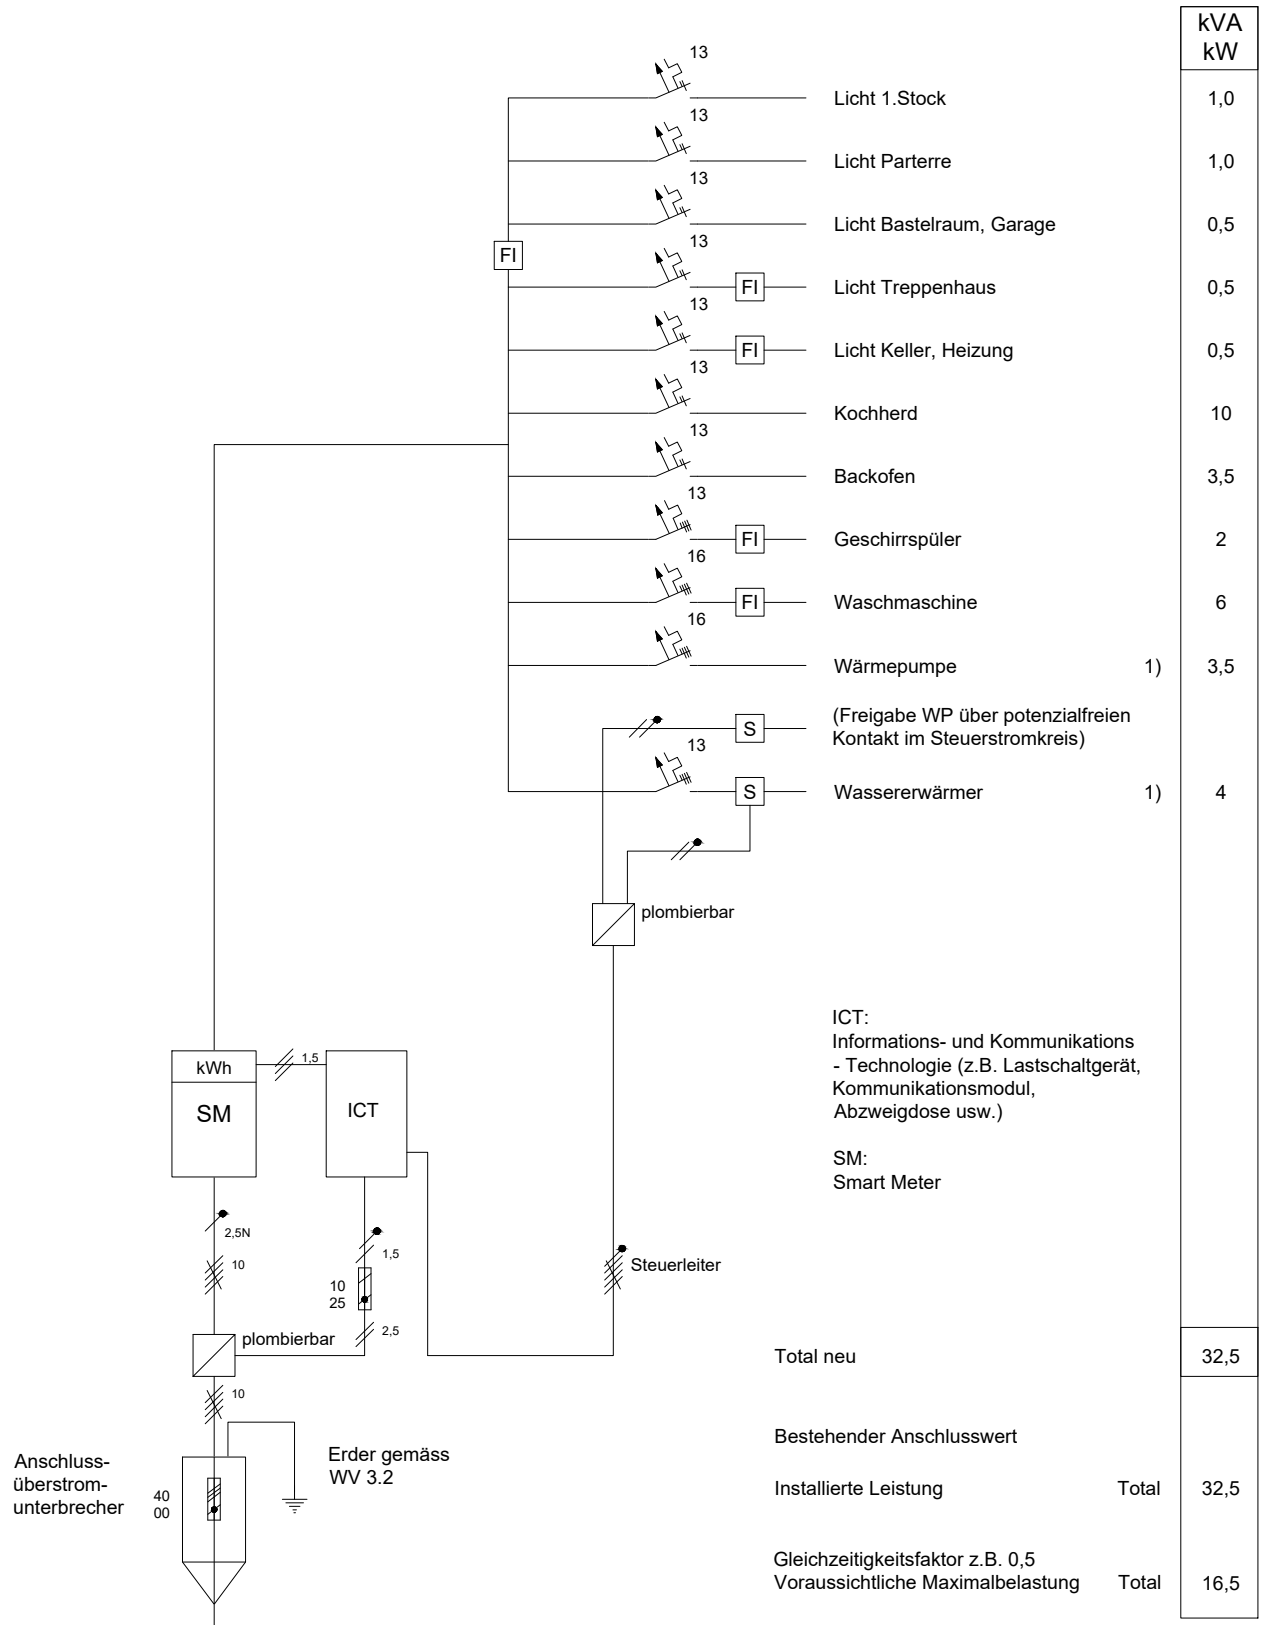 kVA
kW
13
Licht 1.Stock 1,0
13
Licht Parterre 1,0
13
Licht Bastelraum, Garage 0,5
FI
13
FI Licht Treppenhaus 0,5
13
FI Licht Keller, Heizung 0,5
13
Kochherd 10
13
Backofen 3,5
13
FI Geschirrspüler 2
16
FI Waschmaschine 6
16
Wärmepumpe 1) 3,5
S (Freigabe WP über potenzialfreien
Kontakt im Steuerstromkreis)
13
S Wassererwärmer 1) 4
plombierbar
ICT:
Informations- und Kommunikations
- Technologie (z.B. Lastschaltgerät,
Kommunikationsmodul,
Abzweigdose usw.)
SM:
Smart Meter
kWh
SM
1,5
ICT
2,5N
10
1,5
10
25
2,5
Steuerleiter
plombierbar
10
Total neu 32,5
Bestehender Anschlusswert
Anschluss-
überstrom-
unterbrecher
40
00
Erder gemäss
WV 3.2
Installierte Leistung Total 32,5
Gleichzeitigkeitsfaktor z.B. 0,5
Voraussichtliche Maximalbelastung Total 16,5